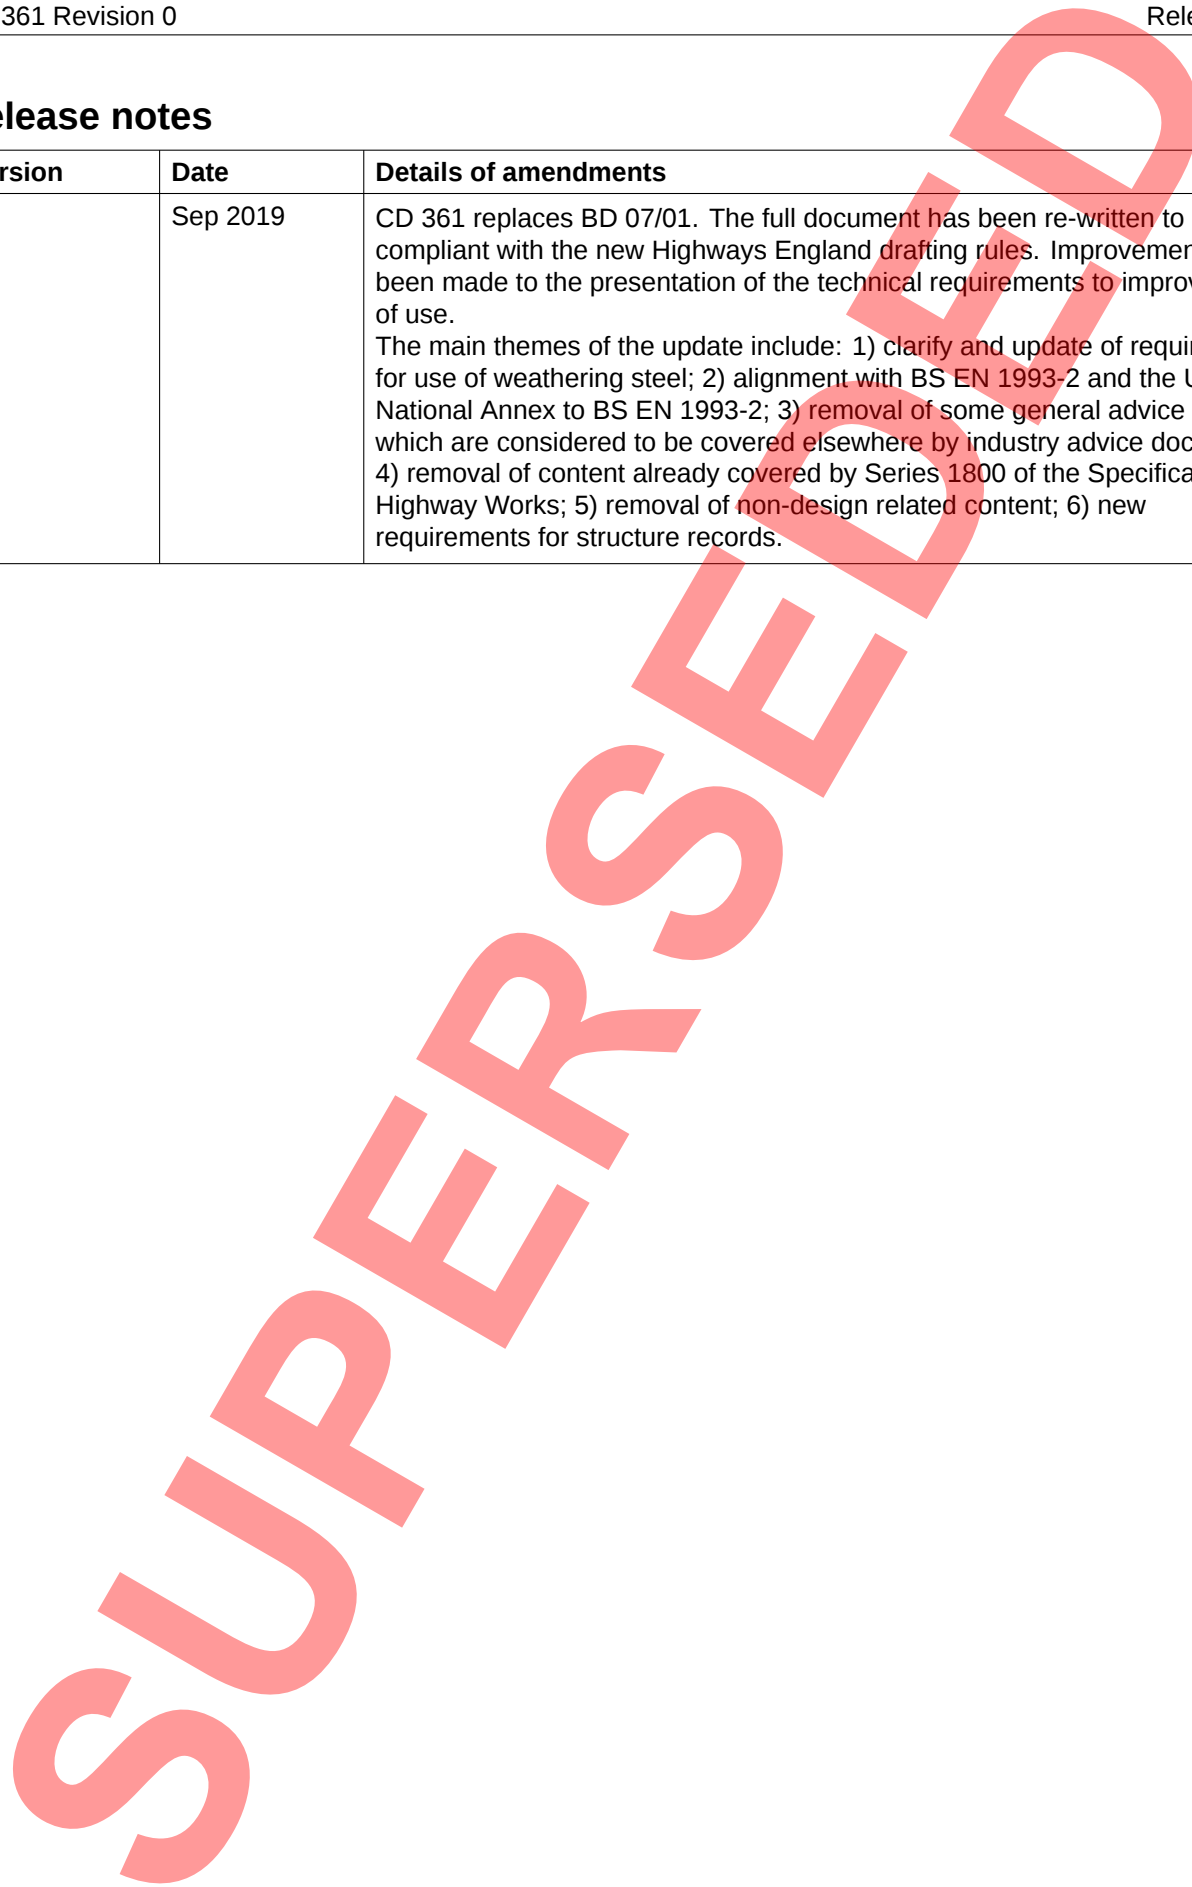 361 Revision 0 Rele
elease notes
rsion Date Details of amendments
Sep 2019 CD 361 replaces BD 07/01. The full document has been re-written to
compliant with the new Highways England drafting rules. Improvemen
been made to the presentation of the technical requirements to improv
of use.
The main themes of the update include: 1) clarify and update of requir
for use of weathering steel; 2) alignment with BS EN 1993-2 and the U
National Annex to BS EN 1993-2; 3) removal of some general advice
which are considered to be covered elsewhere by industry advice doc
4) removal of content already covered by Series 1800 of the Specifica
Highway Works; 5) removal of non-design related content; 6) new
requirements for structure records.
SUPERSEDED